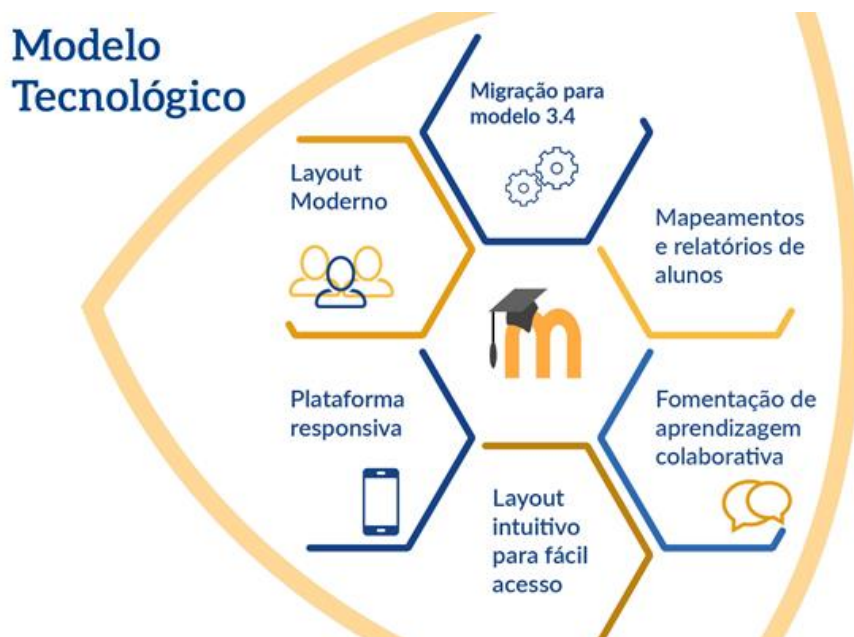 Modelo
Tecnológico
Migração para
modelo 3.4
Layout
Moderno
Mapeamentos
e relatórios de
alunos
Plataforma
responsiva
Fomentação de
aprendizagem
colaborativa
Layout
intuitivo
para fácil
acesso
m